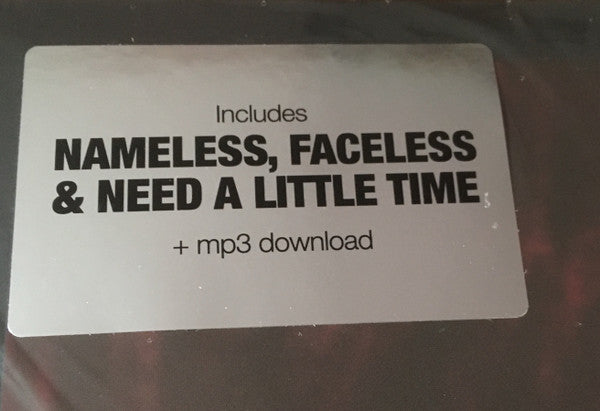 Includes
NAMELESS, FACELESS
& NEED A LITTLE TIME
+ mp3 download